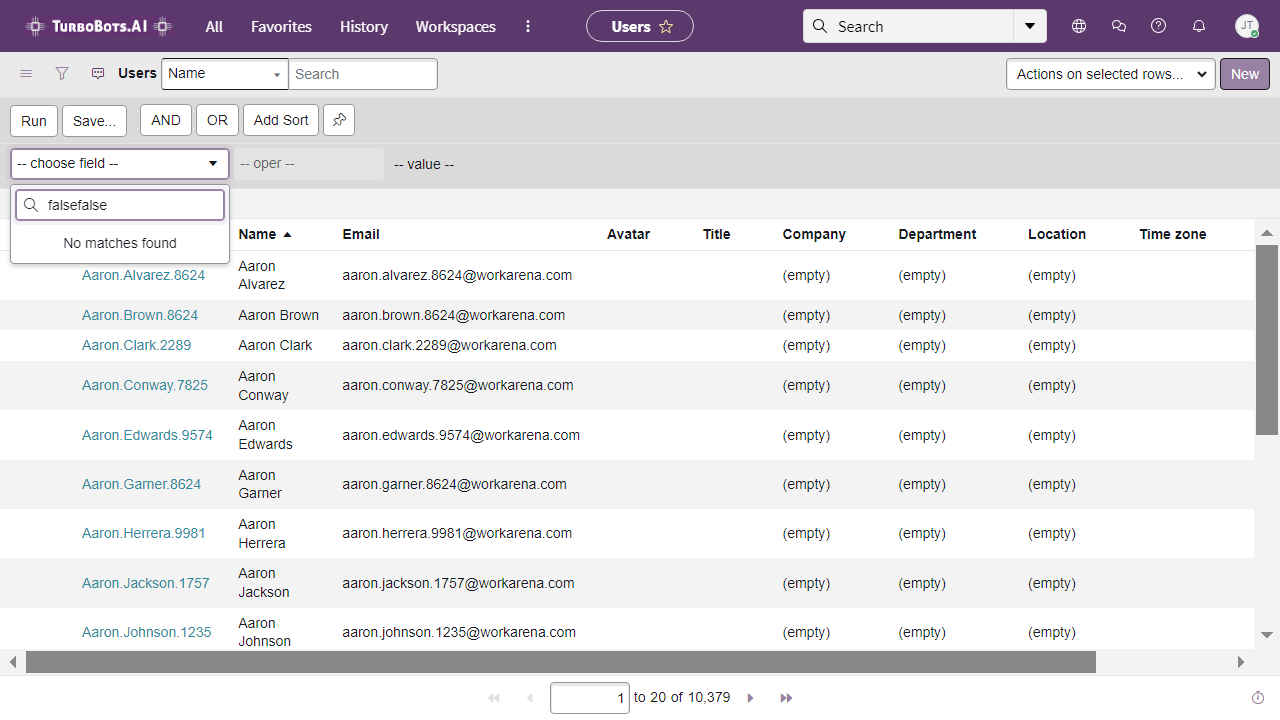 TURBOBOTS.AI All Favorites History Workspaces Users Search JT
Users Name Search Actions on selected rows... New
Run Save... AND OR Add Sort
-- choose field -- -- oper -- -- value --
falsefalse
No matches found
Name Email Avatar Title Company Department Location Time zone
Aaron.Alvarez.8624 Aaron Alvarez aaron.alvarez.8624@workarena.com (empty) (empty) (empty)
Aaron.Brown.8624 Aaron Brown aaron.brown.8624@workarena.com (empty) (empty) (empty)
Aaron.Clark.2289 Aaron Clark aaron.clark.2289@workarena.com (empty) (empty) (empty)
Aaron.Conway.7825 Aaron Conway aaron.conway.7825@workarena.com (empty) (empty) (empty)
Aaron.Edwards.9574 Aaron Edwards aaron.edwards.9574@workarena.com (empty) (empty) (empty)
Aaron.Garner.8624 Aaron Garner aaron.garner.8624@workarena.com (empty) (empty) (empty)
Aaron.Herrera.9981 Aaron Herrera aaron.herrera.9981@workarena.com (empty) (empty) (empty)
Aaron.Jackson.1757 Aaron Jackson aaron.jackson.1757@workarena.com (empty) (empty) (empty)
Aaron.Johnson.1235 Aaron Johnson aaron.johnson.1235@workarena.com (empty) (empty) (empty)
1 to 20 of 10,379